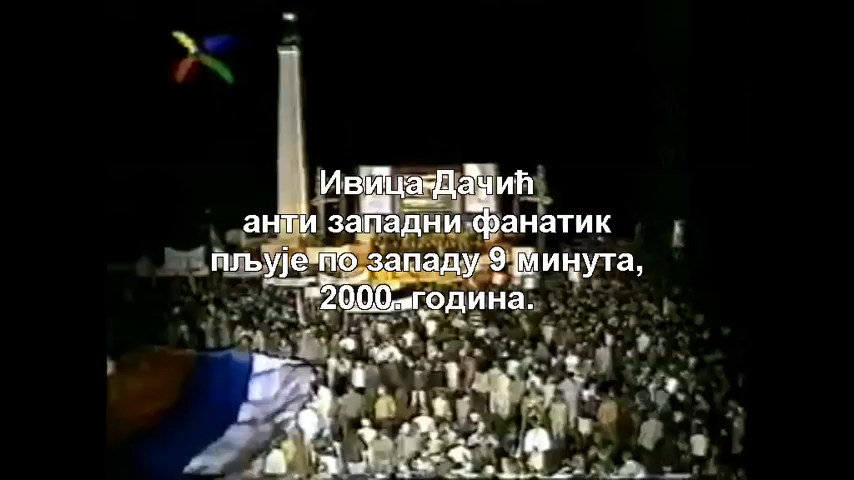 Ивица Дачић
анти западни фанатик
пљује по западу 9 минута,
2000. година.